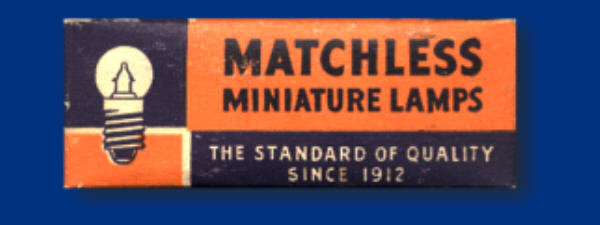 MATCHLESS
MINIATURE LAMPS
THE STANDARD OF QUALITY
SINCE 1912